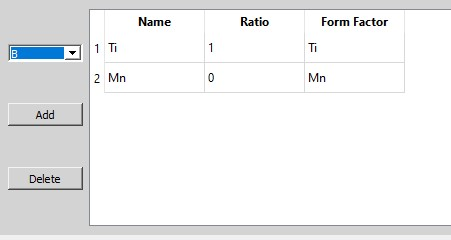 Name Ratio Form Factor
1 Ti 1 Ti
B
2 Mn 0 Mn
Add
Delete